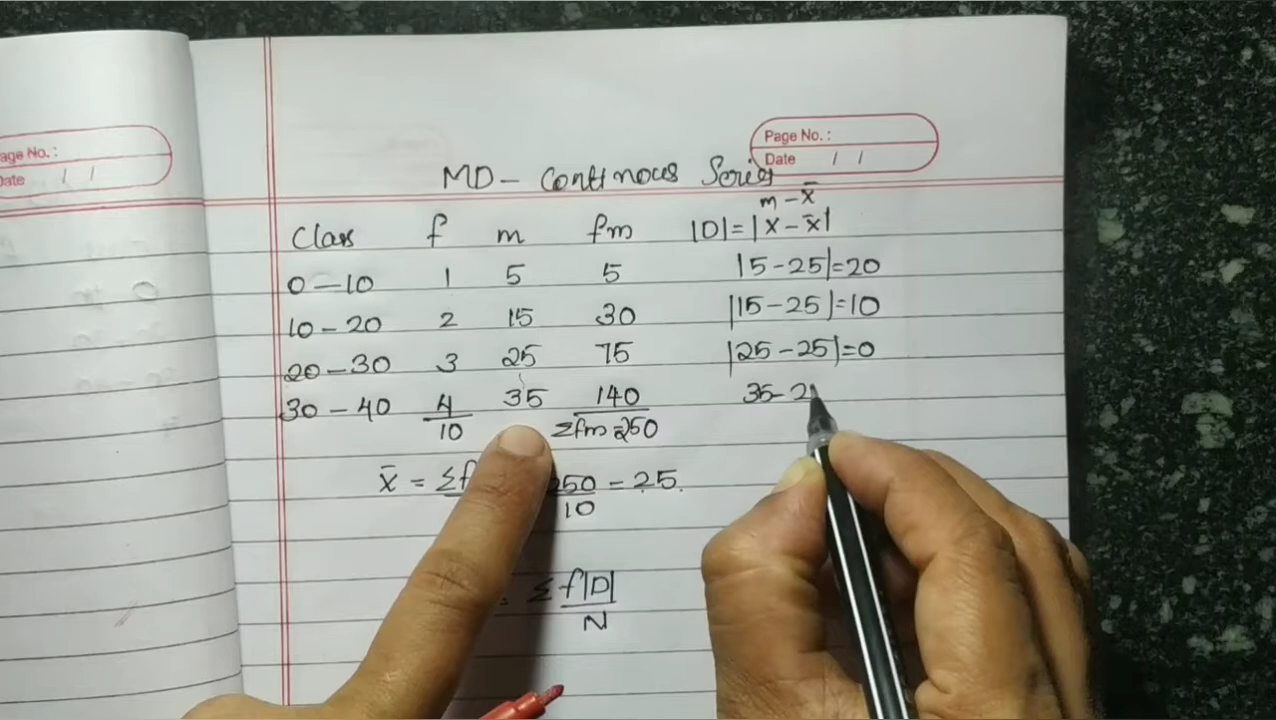 Page No.:
Date / /
age No.:
Date / /
MD - Continous Series
m - x̄
Class f m fm |D|=|x - x̄|
0-10 1 5 5 |5-25|=20
10-20 2 15 30 |15-25|=10
20-30 3 25 75 |25-25|=0
30-40 4 35 140 35-2
10 Σfm=250
x̄ = Σf 250 = 25.
10
= Σ f|D|
N